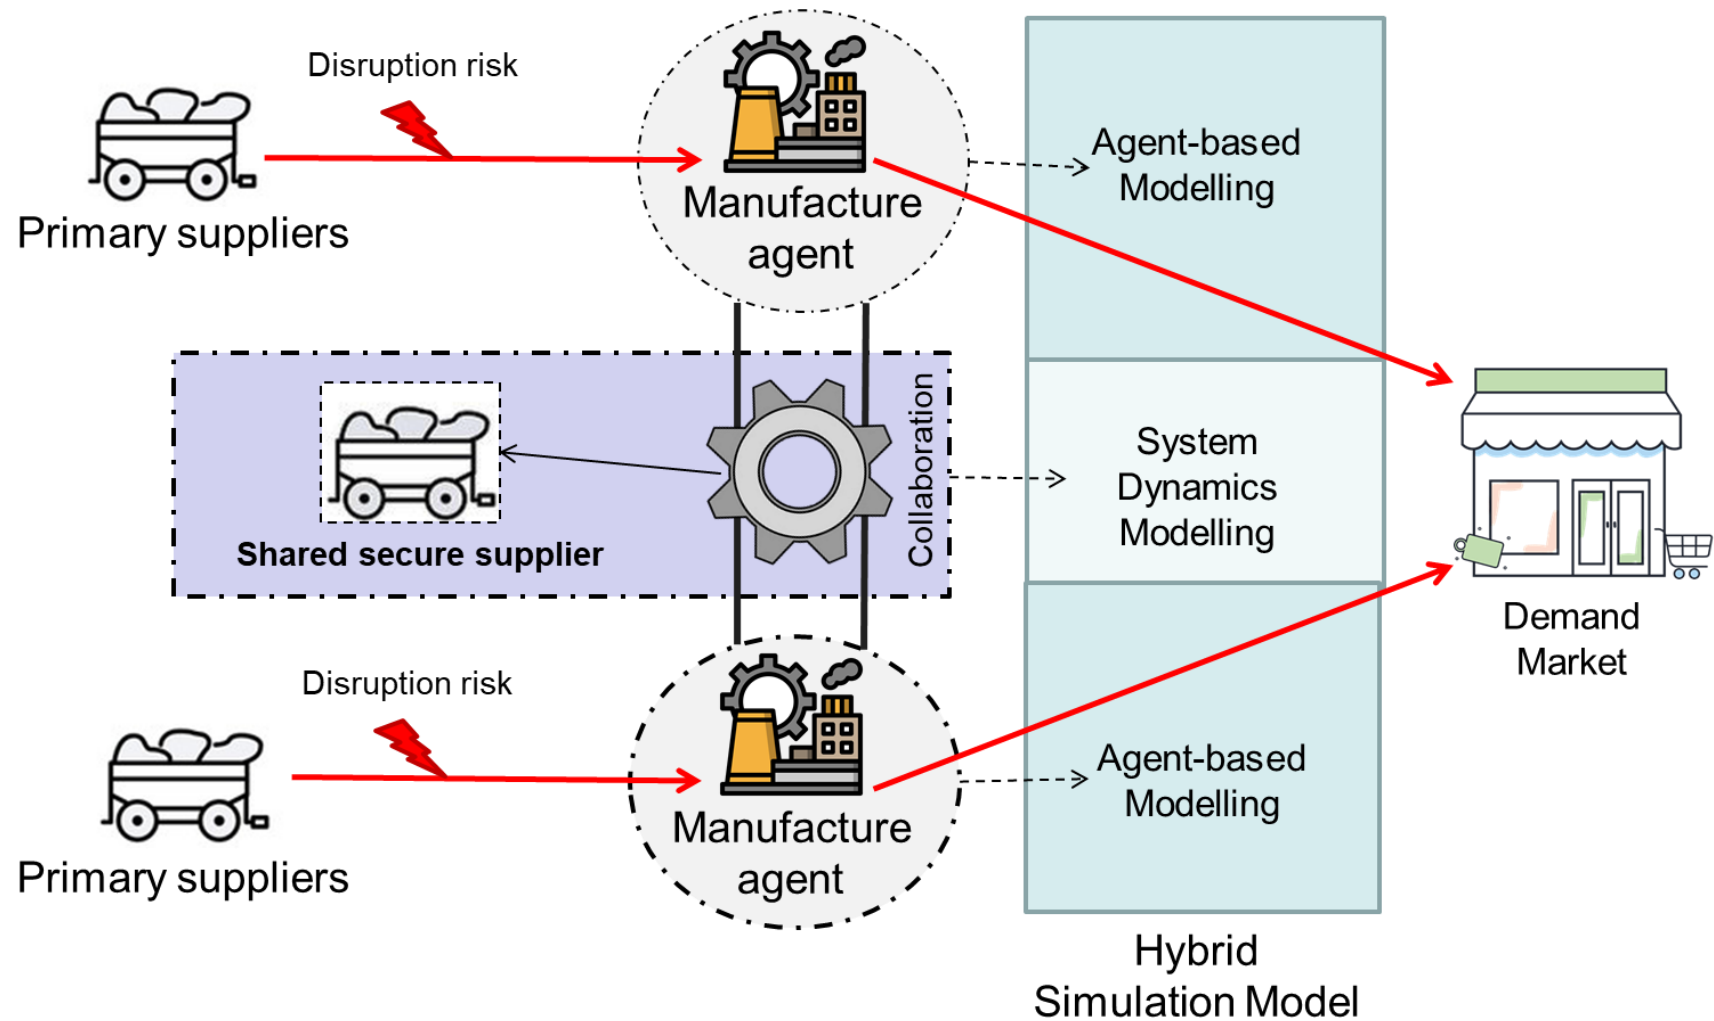 Disruption risk
Primary suppliers
Manufacture
agent
Agent-based
Modelling
Shared secure supplier
Collaboration
System
Dynamics
Modelling
Demand
Market
Disruption risk
Primary suppliers
Manufacture
agent
Agent-based
Modelling
Hybrid
Simulation Model